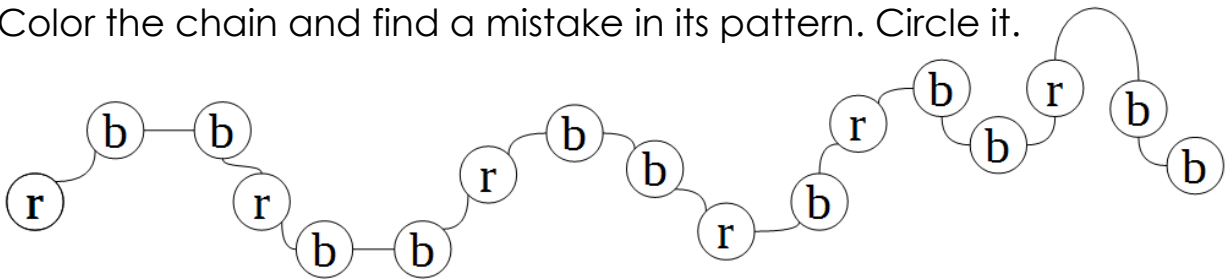 Color the chain and find a mistake in its pattern. Circle it.
r b b r b b r b b r b r b b r b b